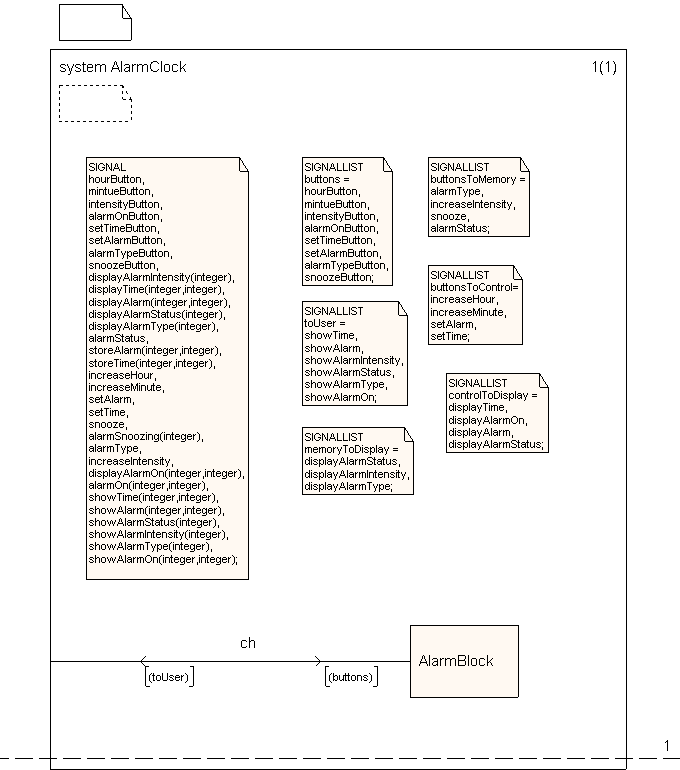 system AlarmClock
1(1)
SIGNAL
hourButton,
mintueButton,
intensityButton,
alarmOnButton,
setTimeButton,
setAlarmButton,
alarmTypeButton,
snoozeButton,
displayAlarmIntensity(integer),
displayTime(integer,integer),
displayAlarm(integer,integer),
displayAlarmStatus(integer),
displayAlarmType(integer),
alarmStatus,
storeAlarm(integer,integer),
storeTime(integer,integer),
increaseHour,
increaseMinute,
setAlarm,
setTime,
snooze,
alarmSnoozing(integer),
alarmType,
increaseIntensity,
displayAlarmOn(integer,integer),
alarmOn(integer,integer),
showTime(integer,integer),
showAlarm(integer,integer),
showAlarmStatus(integer),
showAlarmIntensity(integer),
showAlarmType(integer),
showAlarmOn(integer,integer);
SIGNALLIST
buttons =
hourButton,
mintueButton,
intensityButton,
alarmOnButton,
setTimeButton,
setAlarmButton,
alarmTypeButton,
snoozeButton;
SIGNALLIST
toUser =
showTime,
showAlarm,
showAlarmIntensity,
showAlarmStatus,
showAlarmType,
showAlarmOn;
SIGNALLIST
memoryToDisplay =
displayAlarmStatus,
displayAlarmIntensity,
displayAlarmType;
SIGNALLIST
buttonsToMemory =
alarmType,
increaseIntensity,
snooze,
alarmStatus;
SIGNALLIST
buttonsToControl=
increaseHour,
increaseMinute,
setAlarm,
setTime;
SIGNALLIST
controlToDisplay =
displayTime,
displayAlarmOn,
displayAlarm,
displayAlarmStatus;
ch
(toUser)
(buttons)
AlarmBlock
1